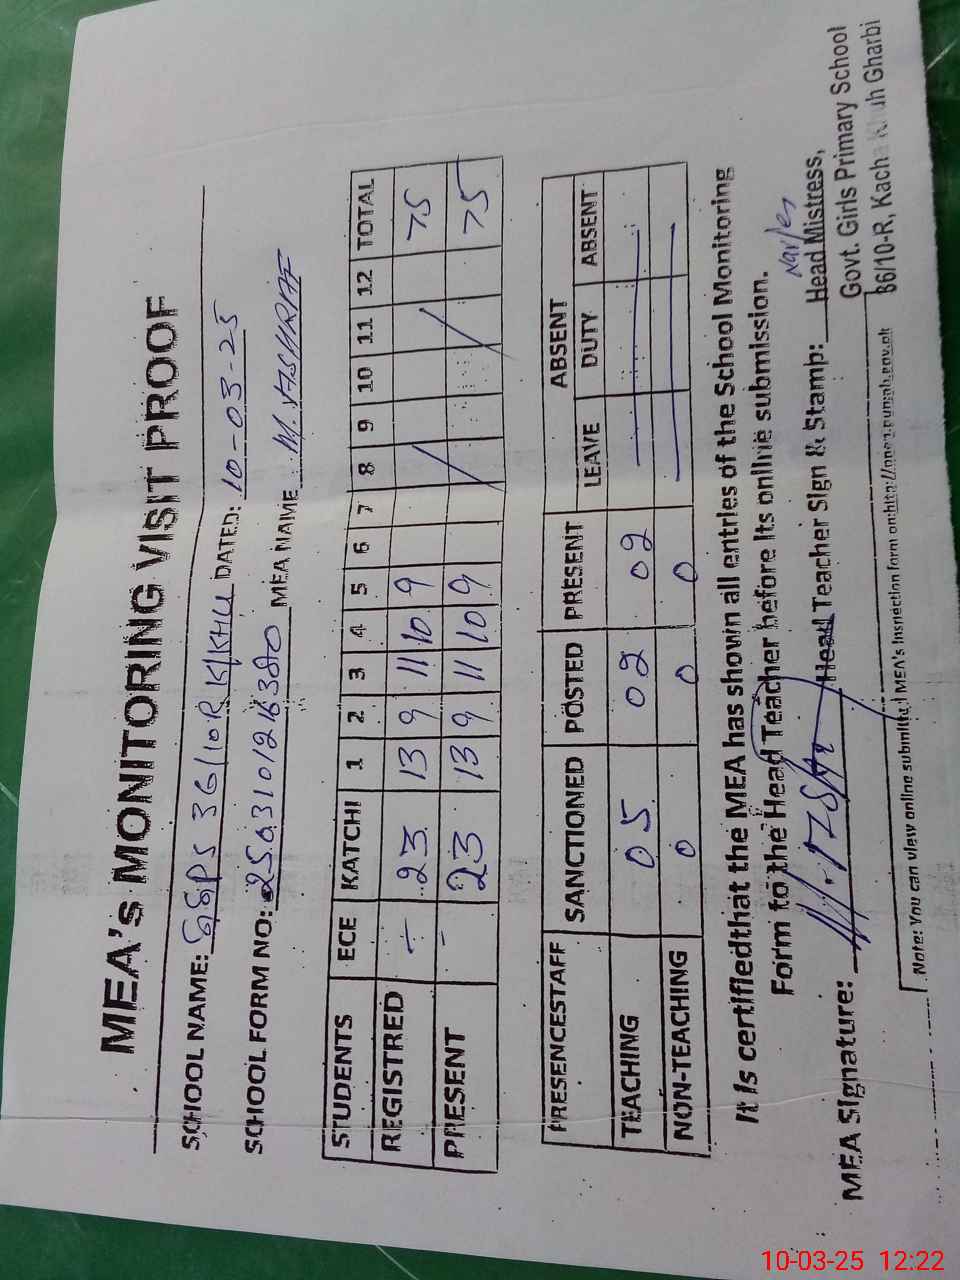 MEA's MONITORING VISIT PROOF
SCHOOL NAME: GGPS 36/10R K/KHU DATED: 10-03-25
SCHOOL FORM NO: MEA NAME M. ASHRAF
STUDENTS ECE KATCHI 1 2 3 4 5 6 7 8 9 10 11 12 TOTAL
REGISTRED - 23 13 9 11 10 9 / / 75
PRESENT - 23 13 9 11 10 9 75
PRESENCESTAFF SANCTIONED POSTED PRESENT ABSENT
LEAVE DUTY ABSENT
TEACHING 05 02 02
NON-TEACHING 0 0 0
It Is certifiedthat the MEA has shown all entries of the School Monitoring
Form to the Head Teacher before Its online submission.
MEA Signature: Head Teacher Sign & Stamp: Head Mistress,
Govt. Girls Primary School
86/10-R, Kacha Khuh Gharbi
Note: You can view online submitted MEA's Inspection form on:
10-03-25 12:22